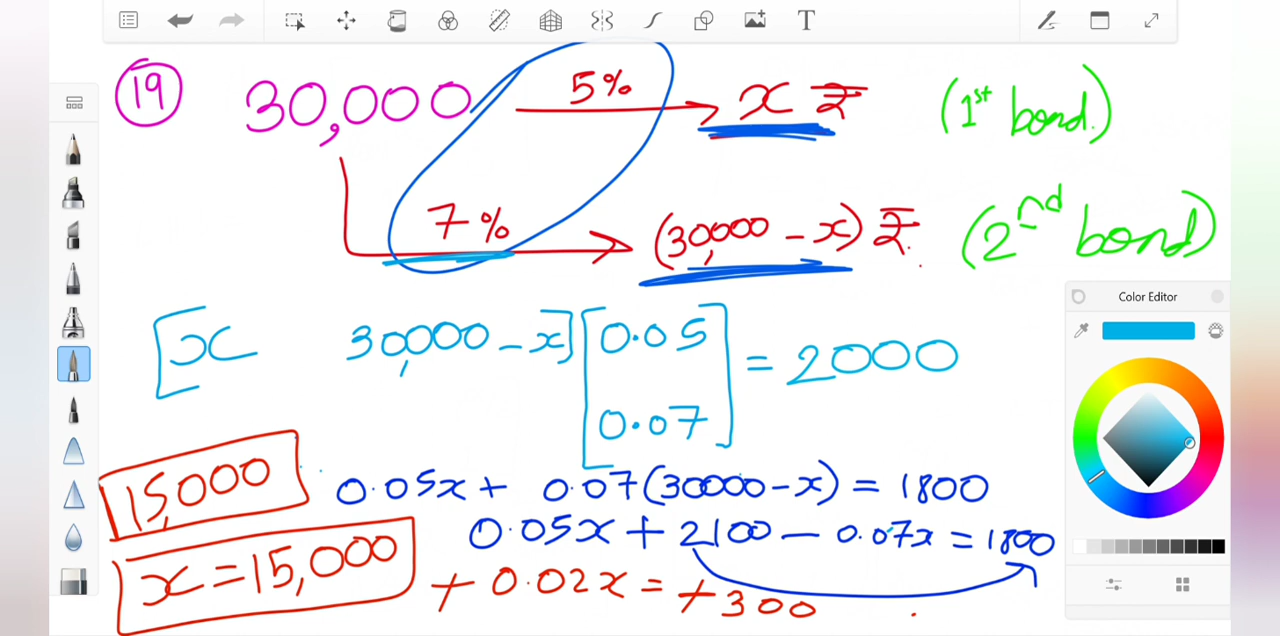 T
19 30,000 5% x ₹ (1st bond.)
7% (30,000 - x) ₹. (2nd bond)
Color Editor
[x 30,000 - x] [0.05 0.07] = 2000
15,000
0.05x + 0.07(30000 - x) = 1800
0.05x + 2100 - 0.07x = 1800
x = 15,000
+ 0.02x = + 300